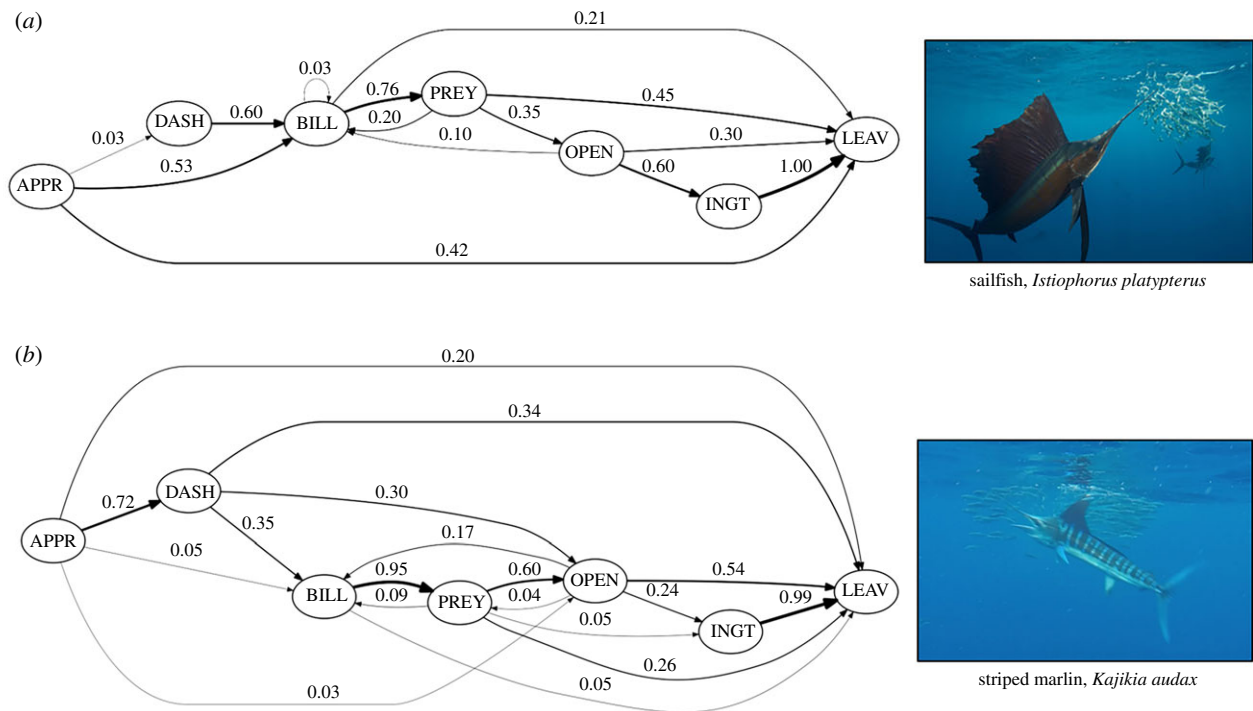 (a)
0.21
0.03
0.76
PREY
0.45
0.60
DASH
BILL
0.20
0.35
0.03
0.10
OPEN
0.30
LEAV
0.53
0.60
1.00
APPR
INGT
0.42
sailfish, Istiophorus platypterus
(b)
0.20
0.34
DASH
0.30
0.72
0.35
0.17
APPR
0.05
0.95
0.60
OPEN
0.54
BILL
0.09
PREY
0.04
0.24
0.99
LEAV
0.05
INGT
0.26
0.03
0.05
striped marlin, Kajikia audax